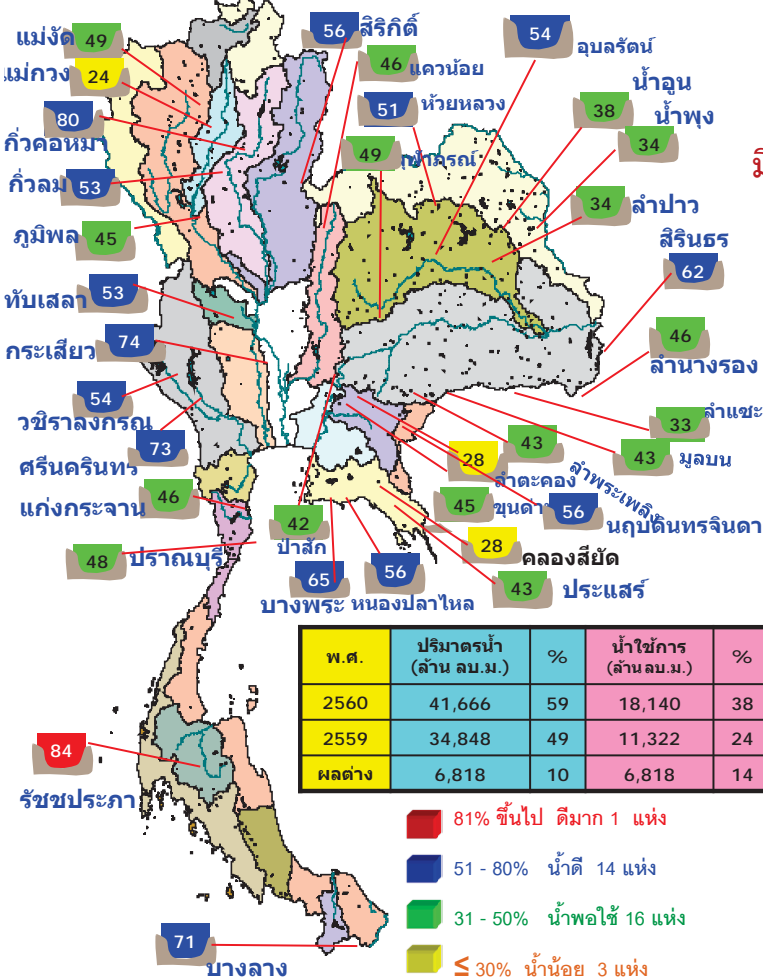 แม่งัด 49
แม่กวง 24
80
กิ่วคอหมา
กิ่วลม 53
ภูมิพล 45
ทับเสลา 53
กระเสียว 74
54
วชิราลงกรณ
73
ศรีนครินทร์
แก่งกระจาน 46
48 ปราณบุรี
56 สิริกิติ์
46 แควน้อย
51 ห้วยหลวง
49 จุฬาภรณ์
54 อุบลรัตน์
38 น้ำอูน
34 น้ำพุง
34 ลำปาว
สิรินธร
62
46
ลำนางรอง
33 ลำแซะ
43 มูลบน
43
ลำพระเพลิง
28
ลำตะคอง
45 ขุนด่าฯ
56 นฤบดินทรจินดา
42
ป่าสัก
28 คลองสียัด
43 ประแสร์
65
บางพระ
56
หนองปลาไหล
84
รัชชประภา
71
บางลาง
พ.ศ. ปริมาตรน้ำ (ล้าน ลบ.ม.) % น้ำใช้การ (ล้าน ลบ.ม.) %
2560 41,666 59 18,140 38
2559 34,848 49 11,322 24
ผลต่าง 6,818 10 6,818 14
81% ขึ้นไป ดีมาก 1 แห่ง
51 - 80% น้ำดี 14 แห่ง
31 - 50% น้ำพอใช้ 16 แห่ง
≤ 30% น้ำน้อย 3 แห่ง